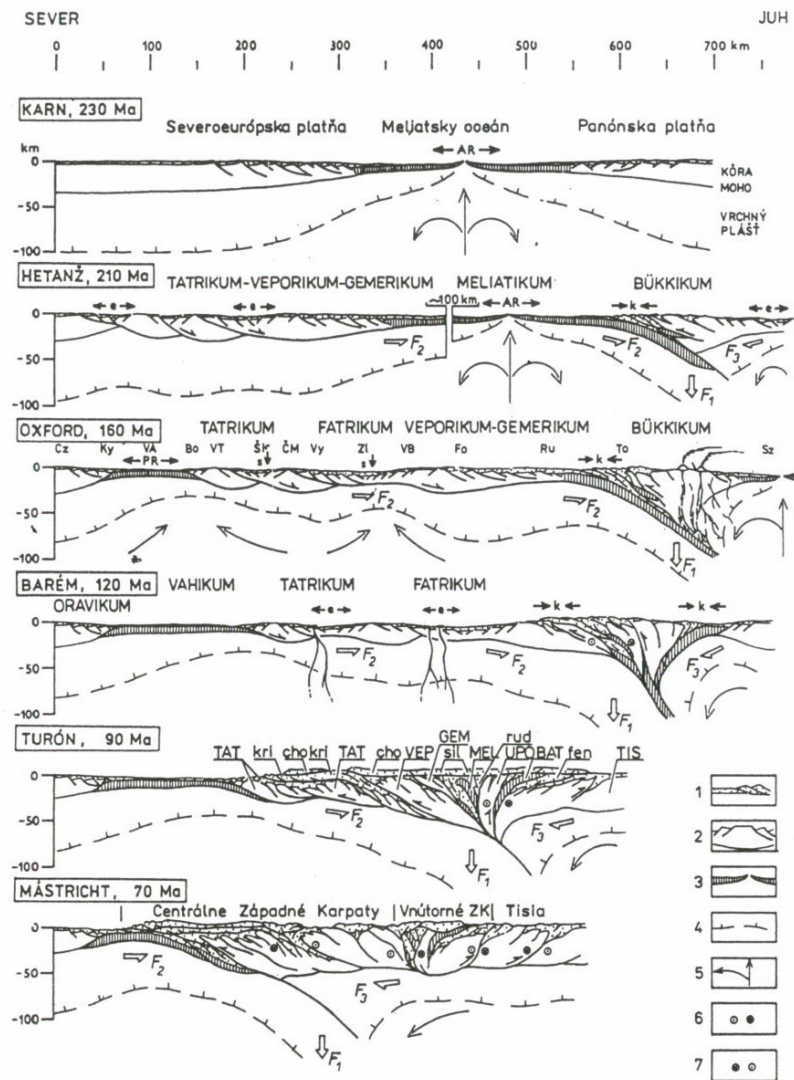 SEVER JUH
0 100 200 300 400 500 600 700 km
KARN, 230 Ma
km Severoeurópska platňa Meljatsky oceán Panónska platňa
← AR →
0
KÔRA
MOHO
-50
VRCHNÝ
PLÁŠŤ
-100
HETANŽ, 210 Ma TATRIKUM-VEPORIKUM-GEMERIKUM MELIATIKUM BÜKKIKUM
← e → ← e → ~100 km ← AR → → k ← ← e →
0
F2 F2 F3
-50
F1
-100
OXFORD, 160 Ma TATRIKUM FATRIKUM VEPORIKUM-GEMERIKUM BÜKKIKUM
Cz Ky VA Bo VT ŠK ČM Vy Zl VB Fo Ru To Sz
← PR → s s → k ←
0
F2 F2
-50
F1
-100
BARÉM, 120 Ma VAHIKUM TATRIKUM FATRIKUM
ORAVIKUM ← e → ← e → → k ← → k ←
0
F2 F2 F3
-50
F1
-100
TURÓN, 90 Ma
GEM rud
TAT kri cho kri TAT cho VEP sil MEL UPO BAT fen TIS
0
F2 F3
-50
F1
-100
MÁSTRICHT, 70 Ma
Centrálne Západné Karpaty Vnútorné ZK Tisia
0
F2 F3
-50
F1
-100
km
1
2
3
4
5
6
7